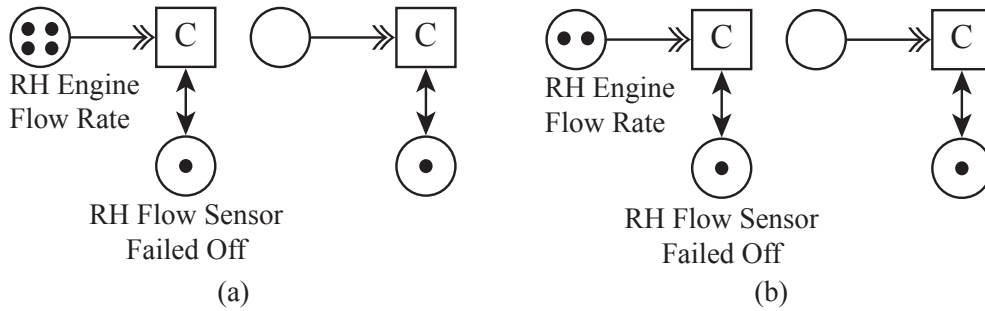 C
C
RH Engine
Flow Rate
RH Flow Sensor
Failed Off
(a)
C
C
RH Engine
Flow Rate
RH Flow Sensor
Failed Off
(b)